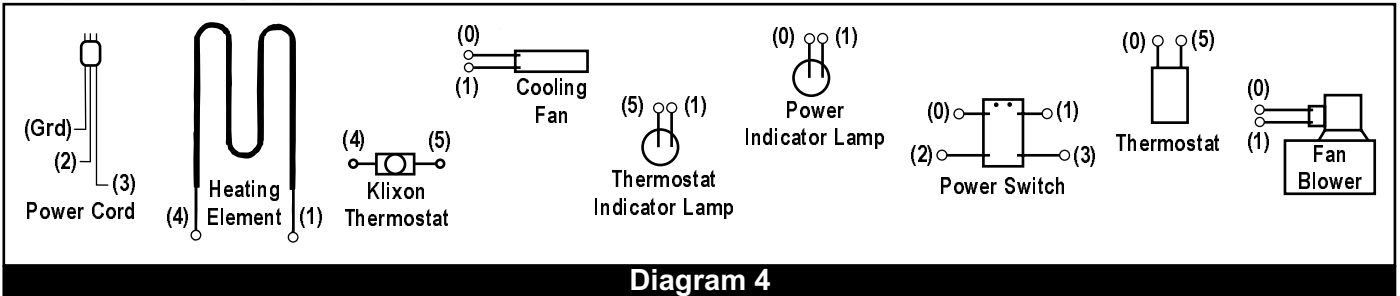 (Grd)
(2)
(3)
Power Cord
(4)
Heating
Element
(1)
(4)
(5)
Klixon
Thermostat
(0)
(1)
Cooling
Fan
(5)
(1)
Thermostat
Indicator Lamp
(0)
(1)
Power
Indicator Lamp
(0)
(1)
(2)
(3)
Power Switch
(0)
(5)
Thermostat
(0)
(1)
Fan
Blower
Diagram 4